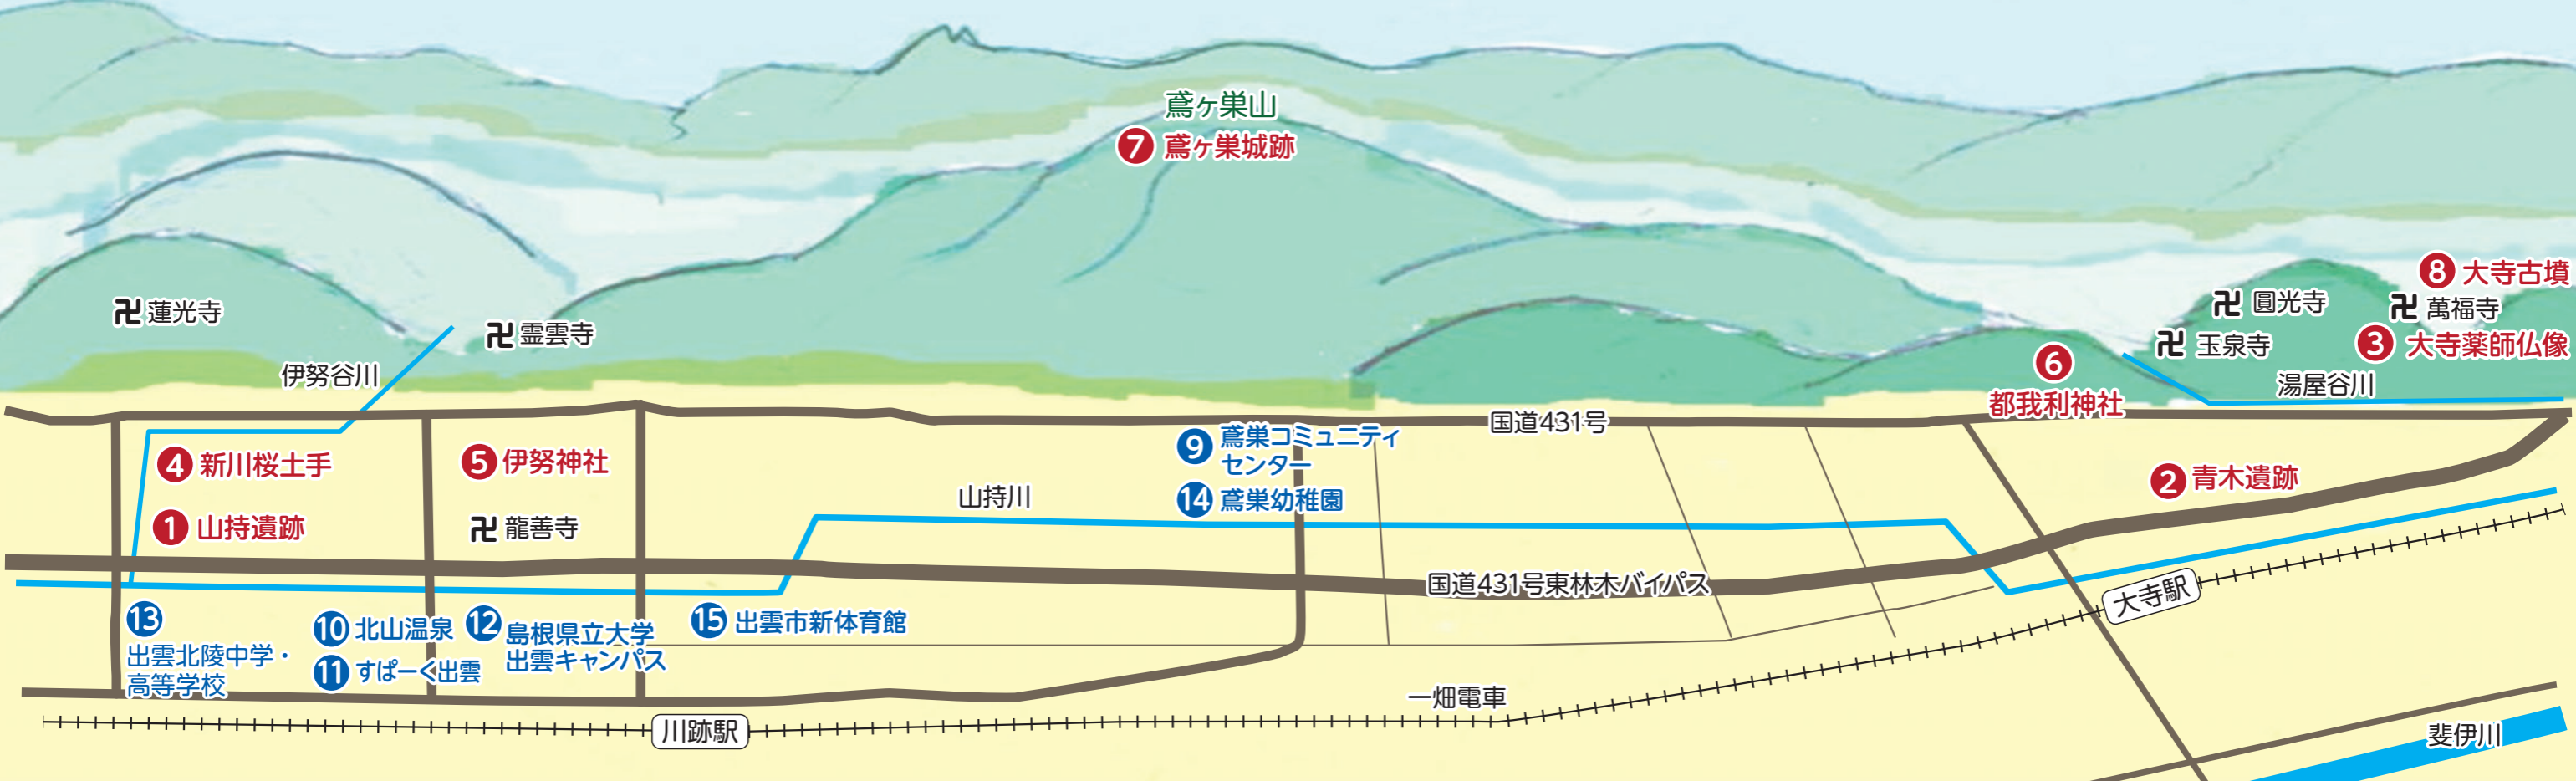 鳶ヶ巣山
7 鳶ヶ巣城跡
8 大寺古墳
卍 蓮光寺
卍 霊雲寺
卍 圓光寺
卍 萬福寺
卍 玉泉寺
3 大寺薬師仏像
伊努谷川
6
都我利神社
湯屋谷川
国道431号
4 新川桜土手
5 伊努神社
9 鳶巣コミュニティ
センター
14 鳶巣幼稚園
2 青木遺跡
山持川
1 山持遺跡
卍 龍善寺
国道431号東林木バイパス
大寺駅
13
出雲北陵中学・
高等学校
10 北山温泉
11 すぱーく出雲
12 島根県立大学
出雲キャンパス
15 出雲市新体育館
一畑電車
川跡駅
斐伊川